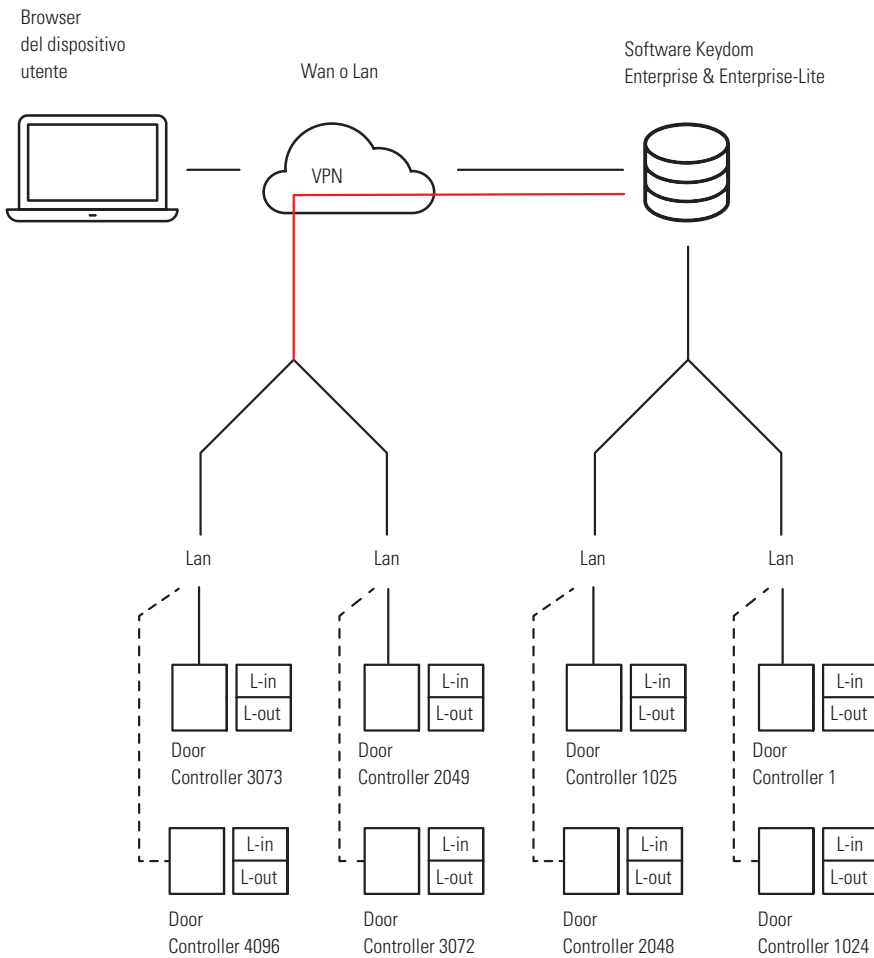 Browser
del dispositivo
utente
Wan o Lan
Software Keydom
Enterprise & Enterprise-Lite
VPN
Lan
Lan
Lan
Lan
L-in
L-out
Door
Controller 3073
L-in
L-out
Door
Controller 2049
L-in
L-out
Door
Controller 1025
L-in
L-out
Door
Controller 1
L-in
L-out
Door
Controller 4096
L-in
L-out
Door
Controller 3072
L-in
L-out
Door
Controller 2048
L-in
L-out
Door
Controller 1024